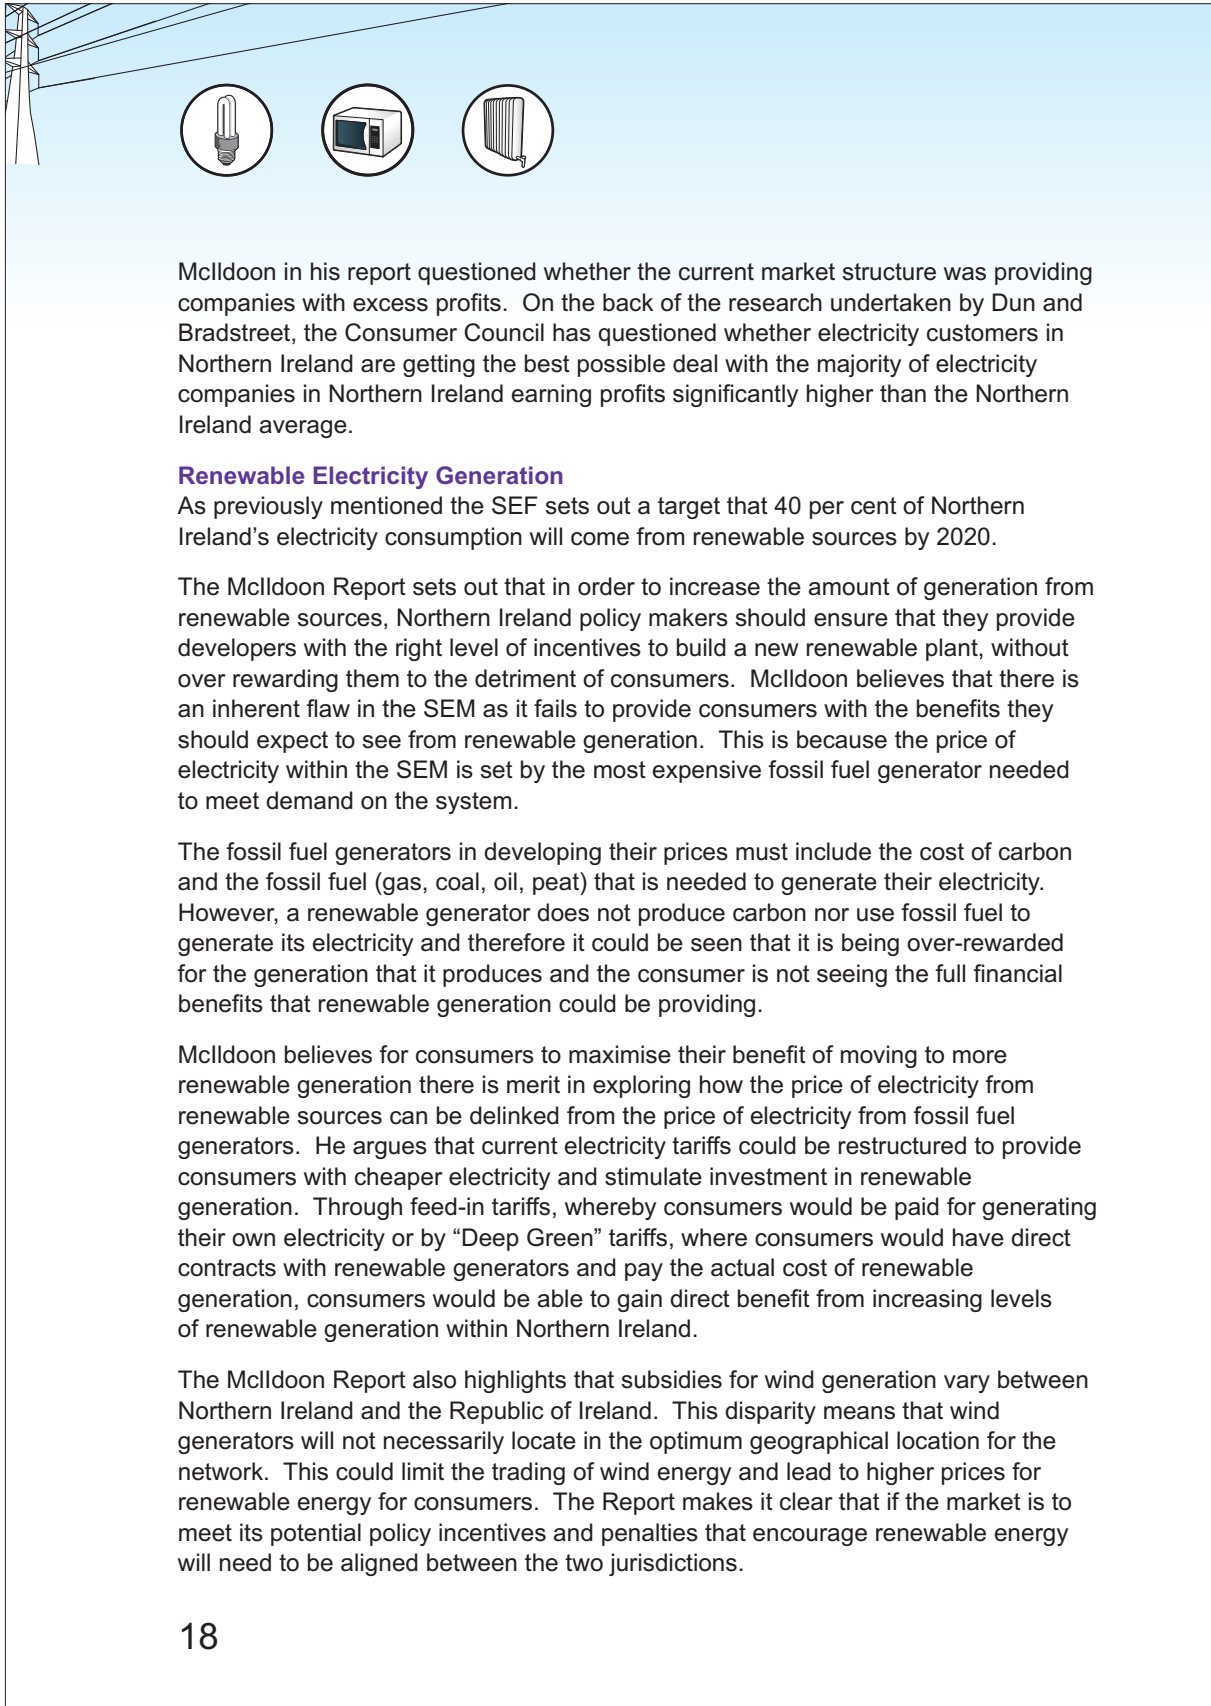 McIldoon in his report questioned whether the current market structure was providing
companies with excess profits.  On the back of the research undertaken by Dun and
Bradstreet, the Consumer Council has questioned whether electricity customers in
Northern Ireland are getting the best possible deal with the majority of electricity
companies in Northern Ireland earning profits significantly higher than the Northern
Ireland average.
Renewable Electricity Generation
As previously mentioned the SEF sets out a target that 40 per cent of Northern
Ireland’s electricity consumption will come from renewable sources by 2020.
The McIldoon Report sets out that in order to increase the amount of generation from
renewable sources, Northern Ireland policy makers should ensure that they provide
developers with the right level of incentives to build a new renewable plant, without
over rewarding them to the detriment of consumers.  McIldoon believes that there is
an inherent flaw in the SEM as it fails to provide consumers with the benefits they
should expect to see from renewable generation.  This is because the price of
electricity within the SEM is set by the most expensive fossil fuel generator needed
to meet demand on the system.
The fossil fuel generators in developing their prices must include the cost of carbon
and the fossil fuel (gas, coal, oil, peat) that is needed to generate their electricity.
However, a renewable generator does not produce carbon nor use fossil fuel to
generate its electricity and therefore it could be seen that it is being over-rewarded
for the generation that it produces and the consumer is not seeing the full financial
benefits that renewable generation could be providing.
McIldoon believes for consumers to maximise their benefit of moving to more
renewable generation there is merit in exploring how the price of electricity from
renewable sources can be delinked from the price of electricity from fossil fuel
generators.  He argues that current electricity tariffs could be restructured to provide
consumers with cheaper electricity and stimulate investment in renewable
generation.  Through feed-in tariffs, whereby consumers would be paid for generating
their own electricity or by “Deep Green” tariffs, where consumers would have direct
contracts with renewable generators and pay the actual cost of renewable
generation, consumers would be able to gain direct benefit from increasing levels
of renewable generation within Northern Ireland.
The McIldoon Report also highlights that subsidies for wind generation vary between
Northern Ireland and the Republic of Ireland.  This disparity means that wind
generators will not necessarily locate in the optimum geographical location for the
network.  This could limit the trading of wind energy and lead to higher prices for
renewable energy for consumers.  The Report makes it clear that if the market is to
meet its potential policy incentives and penalties that encourage renewable energy
will need to be aligned between the two jurisdictions.
18